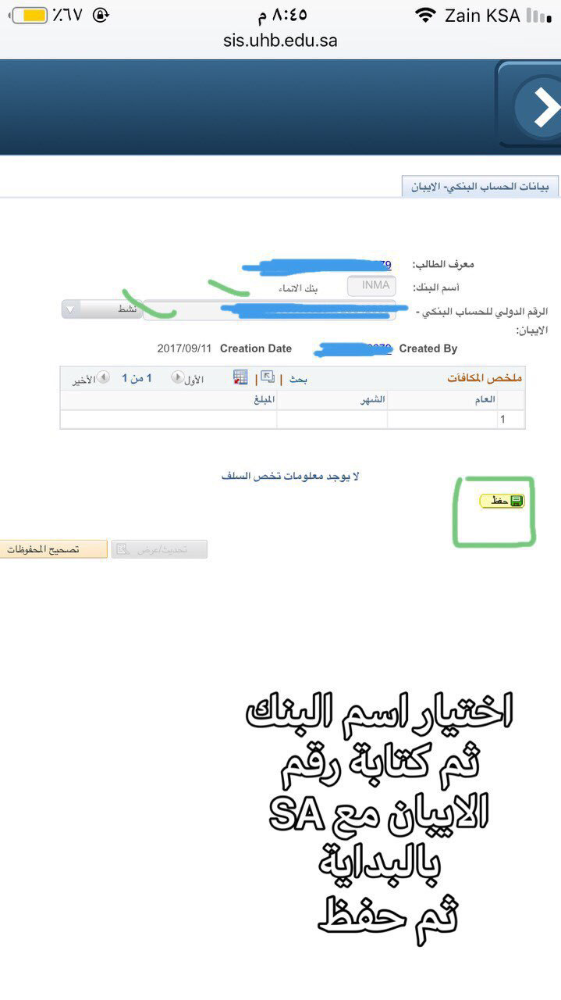 ٪٦٧ ٨:٤٥ م Zain KSA
sis.uhb.edu.sa
بيانات الحساب البنكي- الايبان
معرف الطالب: 79
أسم البنك: INMA بنك الانماء
الرقم الدولي للحساب البنكي - نشط
الايبان:
Created By Creation Date 2017/09/11
ملخص المكافآت بحث | | الأول 1 من 1 الأخير
العام الشهر المبلغ
1
لا يوجد معلومات تخص السلف
حفظ
تحديث/عرض تصحيح المحفوظات
اختيار اسم البنك
ثم كتابة رقم
الاييبان مع SA
بالبداية
ثم حفظ